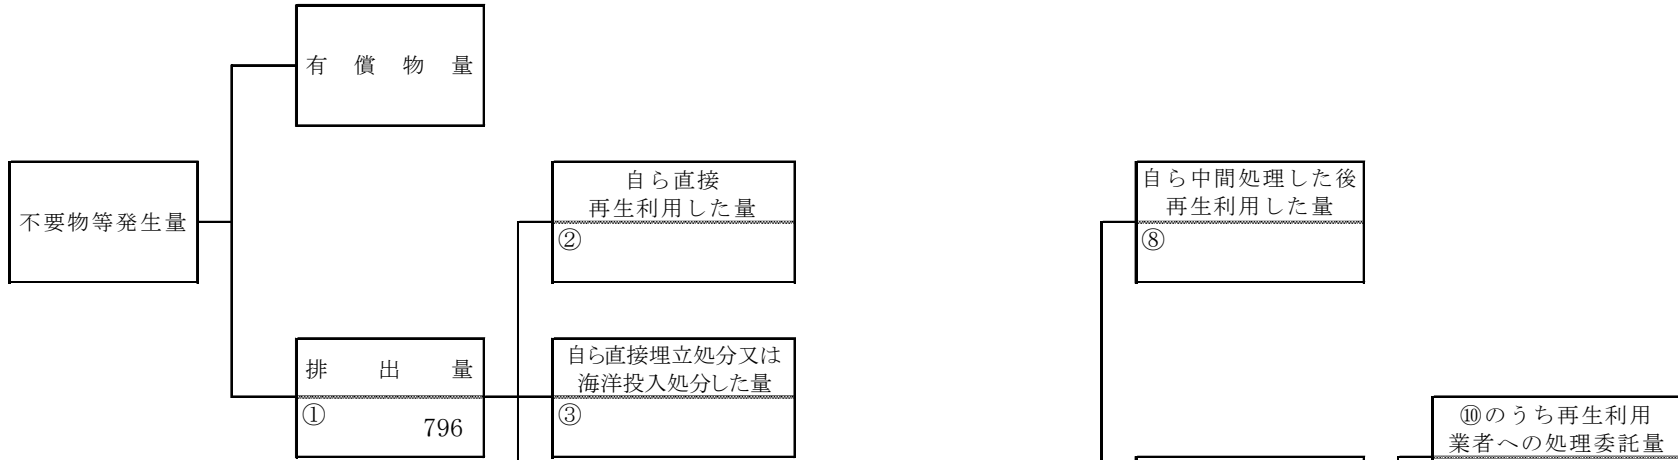 有償物量
不要物等発生量
自ら直接
再生利用した量
②
自ら中間処理した後
再生利用した量
⑧
排出量
①
796
自ら直接埋立処分又は
海洋投入処分した量
③
⑩のうち再生利用
業者への処理委託量